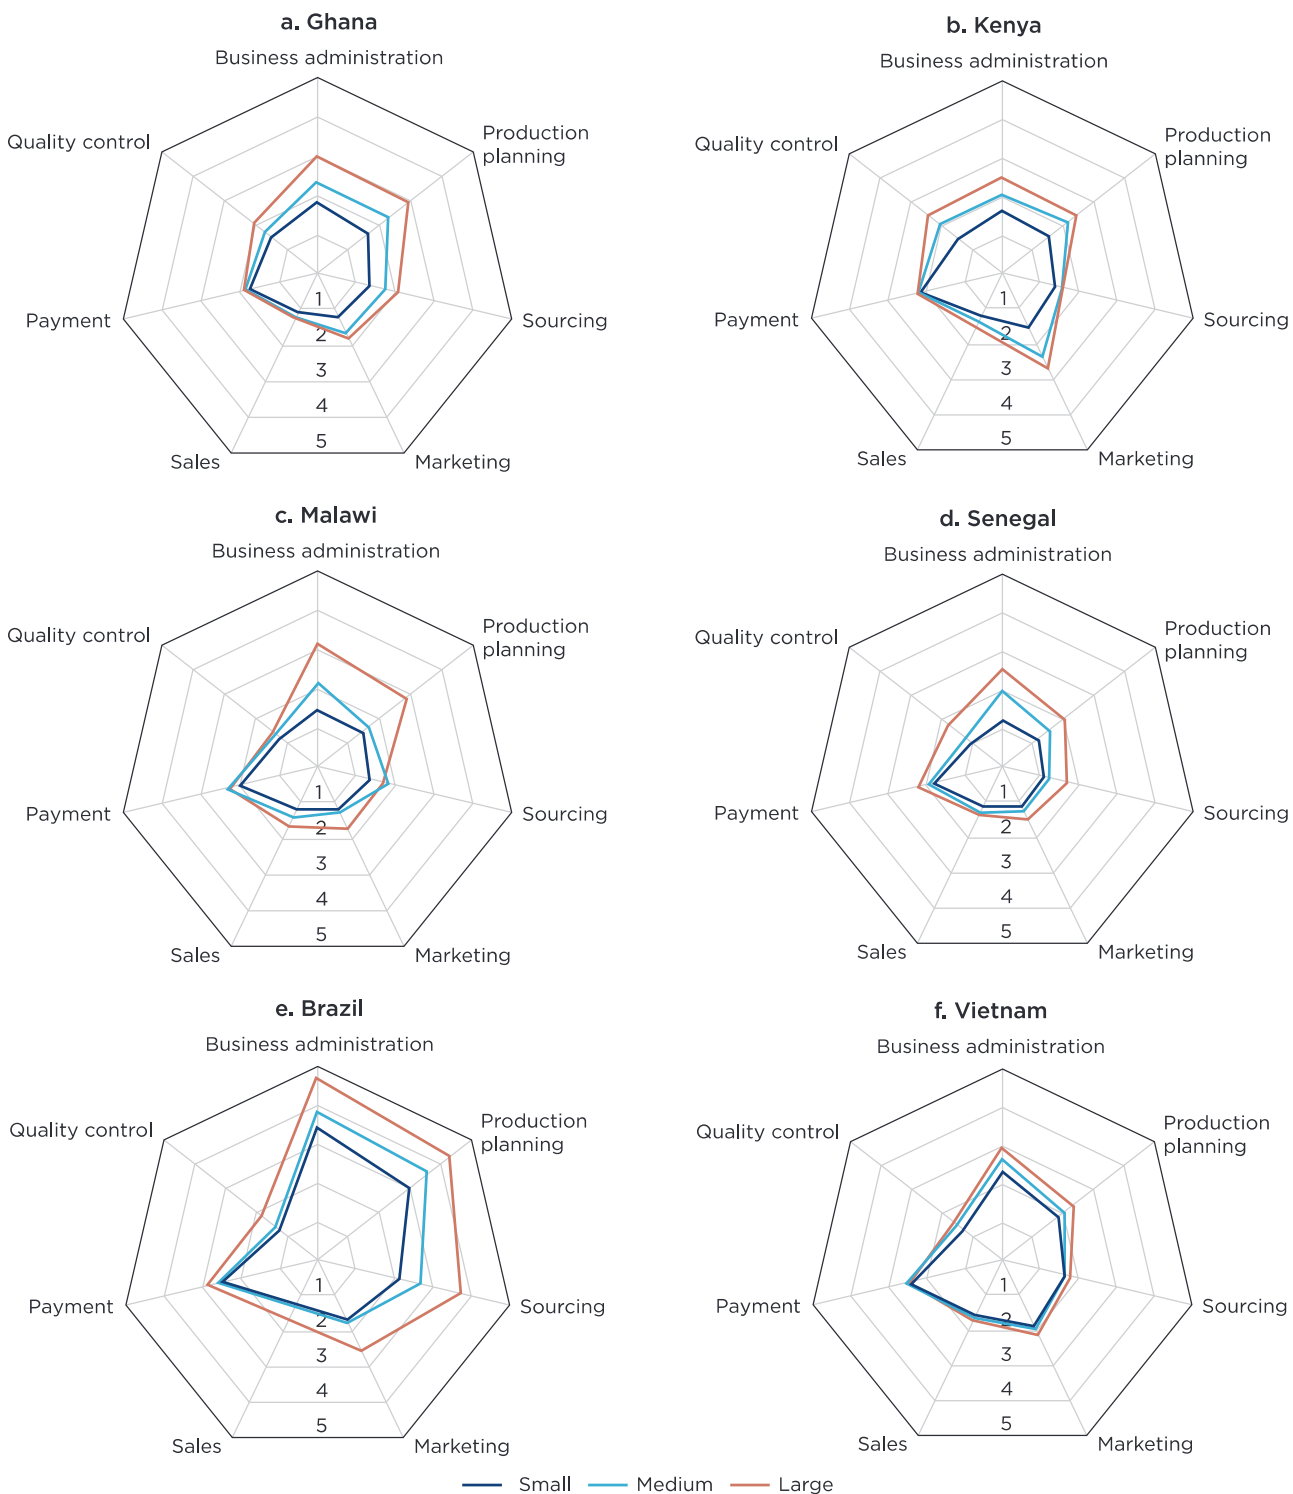 a. Ghana
Business administration
Production
planning
Quality control
Sourcing
Payment
Marketing
Sales
1
2
3
4
5
b. Kenya
Business administration
Production
planning
Quality control
Sourcing
Payment
Marketing
Sales
1
2
3
4
5
c. Malawi
Business administration
Production
planning
Quality control
Sourcing
Payment
Marketing
Sales
1
2
3
4
5
d. Senegal
Business administration
Production
planning
Quality control
Sourcing
Payment
Marketing
Sales
1
2
3
4
5
e. Brazil
Business administration
Production
planning
Quality control
Sourcing
Payment
Marketing
Sales
1
2
3
4
5
f. Vietnam
Business administration
Production
planning
Quality control
Sourcing
Payment
Marketing
Sales
1
2
3
4
5
Small Medium Large